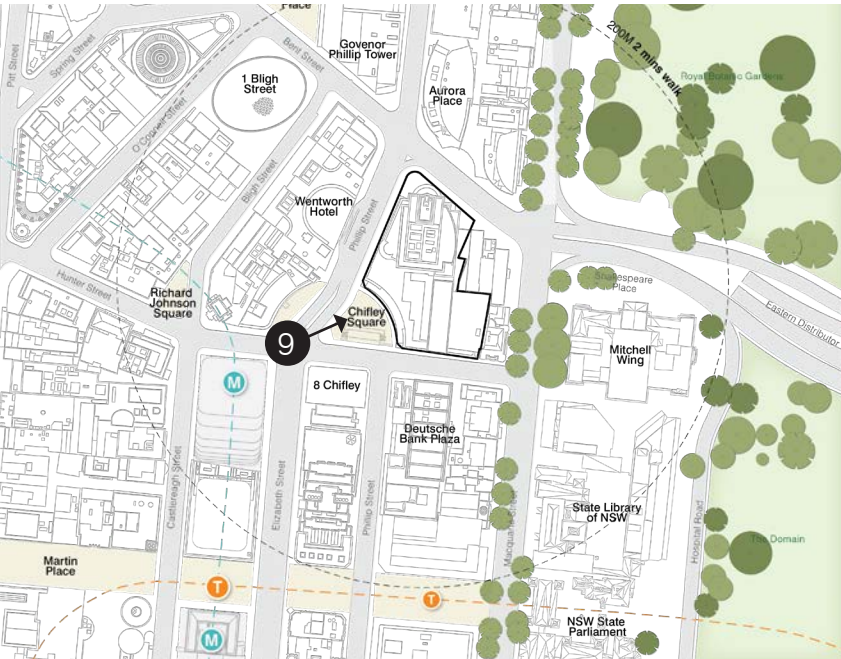 Place
Govenor
Phillip Tower
Bent Street
200M 2 mins walk
Pitt Street
Spring Street
1 Bligh
Street
Aurora
Place
Royal Botanic Gardens
O'Connell Street
Bligh Street
Wentworth
Hotel
Phillip Street
Hunter Street
Richard
Johnson
Square
Shakespeare
Place
Chifley
Square
Eastern Distributor
9
Mitchell
Wing
M
8 Chifley
Deutsche
Bank Plaza
Castlereagh Street
Elizabeth Street
Phillip Street
Macquarie Street
State Library
of NSW
Hospital Road
The Domain
Martin
Place
T
T
M
NSW State
Parliament